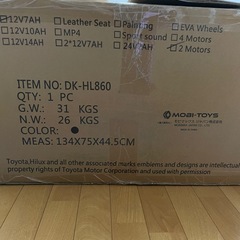 12V7AH Leather Seat Painting EVA Wheels
12V10AH MP4 Sport sound 4 Motors
12V14AH 2*12V7AH 24V7AH 2 Motors
ITEM NO: DK-HL860
QTY: 1 PC
G.W.: 31 KGS
N.W.: 26 KGS
COLOR:
MEAS: 134X75X44.5CM
MOBI-TOYS
Toyota,Hilux and all other associated marks emblems and designs are intellectual
property rights of Toyota Motor Corporation and used with permission